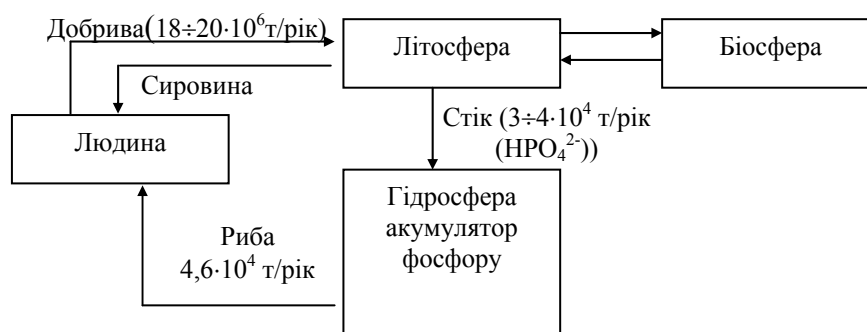 Добрива(18÷20·10⁶т/рік)
Літосфера
Біосфера
Сировина
Людина
Стік (3÷4·10⁴ т/рік
(HPO₄²⁻))
Гідросфера
акумулятор
фосфору
Риба
4,6·10⁴ т/рік